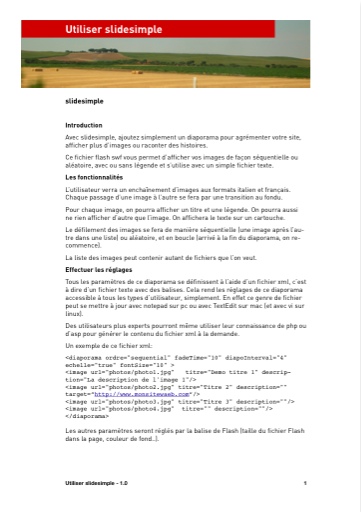 Utiliser slidesimple
slidesimple
Introduction
Avec slidesimple, ajoutez simplement un diaporama pour agrémenter votre site,
afficher plus d'images ou raconter des histoires.
Ce fichier flash swf vous permet d'afficher vos images de façon séquentielle ou
aléatoire, avec ou sans légende et s'utilise avec un simple fichier texte.
Les fonctionnalités
L'utilisateur verra un enchaînement d'images aux formats italien et français.
Chaque passage d'une image à l'autre se fera par une transition au fondu.
Pour chaque image, on pourra afficher un titre et une légende. On pourra aussi
ne rien afficher d'autre que l'image. On affichera le texte sur un cartouche.
Le défilement des images se fera de manière séquentielle (une image après l'au-
tre dans une liste) ou aléatoire, et en boucle (arrivé à la fin du diaporama, on re-
commence).
La liste des images peut contenir autant de fichiers que l'on veut.
Effectuer les réglages
Tous les paramètres de ce diaporama se définissent à l'aide d'un fichier xml, c'est
à dire d'un fichier texte avec des balises. Cela rend les réglages de ce diaporama
accessible à tous les types d'utilisateur, simplement. En effet ce genre de fichier
peut se mettre à jour avec notepad sur pc ou avec TextEdit sur mac (et avec vi sur
linux).
Des utilisateurs plus experts pourront même utiliser leur connaissance de php ou
d'asp pour générer le contenu du fichier xml à la demande.
Un exemple de ce fichier xml:
<diaporama ordre="sequential" fadeTime="10" diapoInterval="4"
echelle="true" fontSize="10" >
<image url="photos/photo1.jpg" titre="Demo titre 1" descrip-
tion="La description de l'image 1"/>
<image url="photos/photo2.jpg" titre="Titre 2" description=""
target="http://www.monsiteweb.com"/>
<image url="photos/photo3.jpg" titre="Titre 3" description=""/>
<image url="photos/photo4.jpg" titre="" description=""/>
</diaporama>
Les autres paramètres seront réglés par la balise de Flash (taille du fichier Flash
dans la page, couleur de fond..).
Utiliser slidesimple - 1.0 1